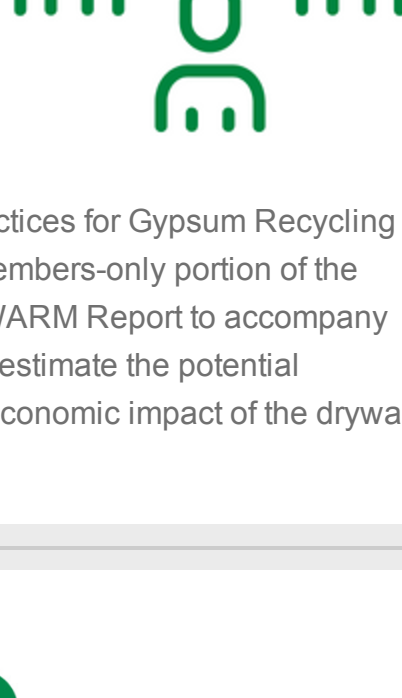 ctices for Gypsum Recycling
embers-only portion of the
WARM Report to accompany
estimate the potential
conomic impact of the drywa